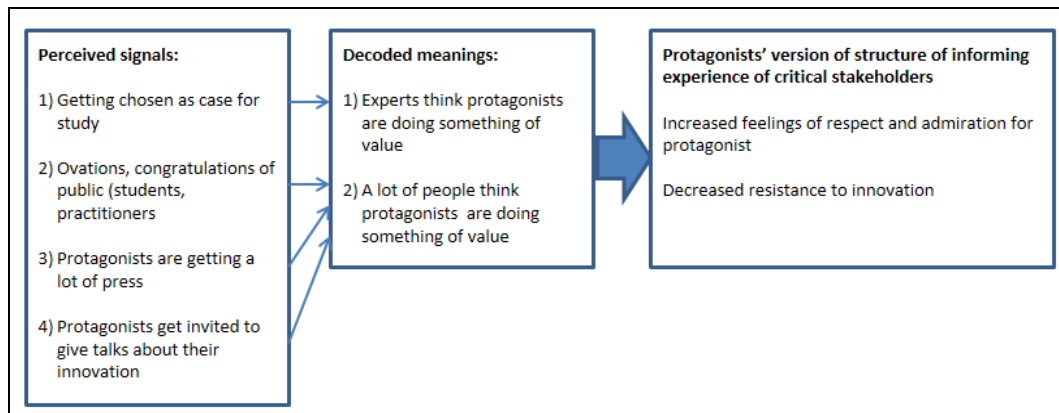 Perceived signals:
1) Getting chosen as case for
study
2) Ovations, congratulations of
public (students,
practitioners
3) Protagonists are getting a
lot of press
4) Protagonists get invited to
give talks about their
innovation
Decoded meanings:
1) Experts think protagonists
are doing something of
value
2) A lot of people think
protagonists are doing
something of value
Protagonists’ version of structure of informing
experience of critical stakeholders
Increased feelings of respect and admiration for
protagonist
Decreased resistance to innovation